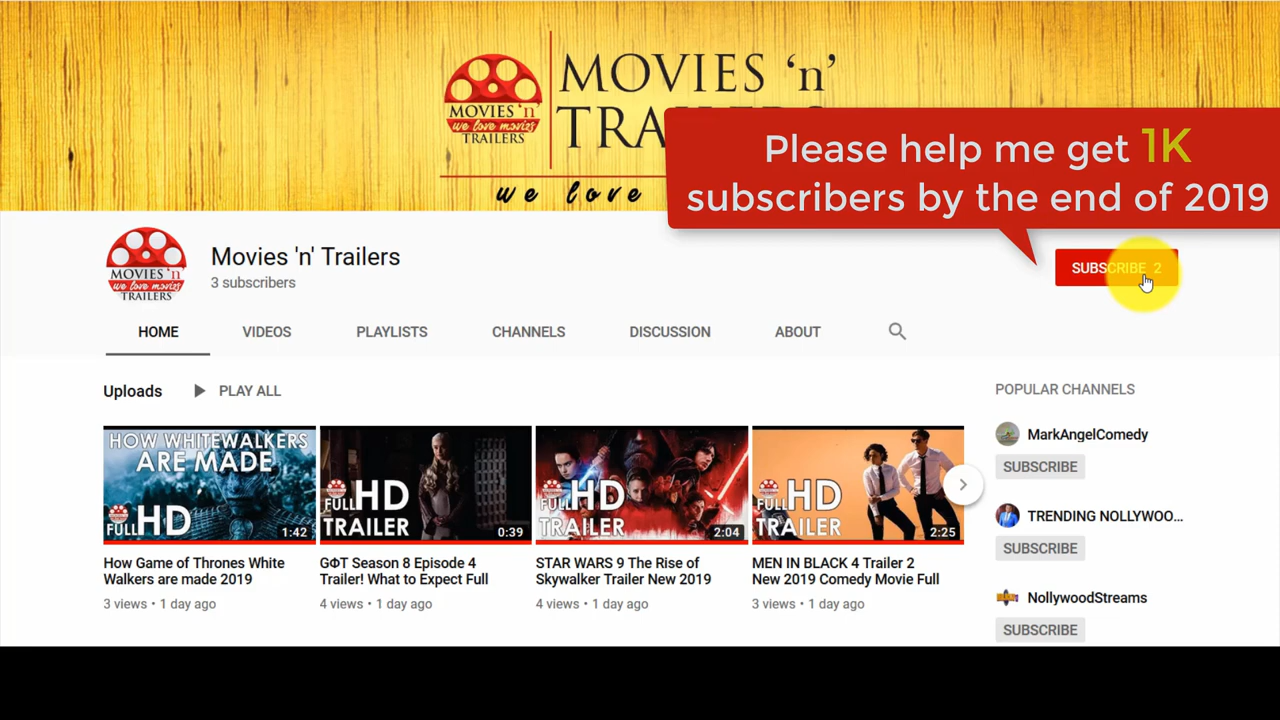 MOVIES 'n'
MOVIES 'n'
we love movizs
TRAILERS
we love
Please help me get 1K
subscribers by the end of 2019
MOVIES 'n'
we love movizs
TRAILERS
Movies 'n' Trailers
3 subscribers
SUBSCRIBE 2
HOME
VIDEOS
PLAYLISTS
CHANNELS
DISCUSSION
ABOUT
Uploads
PLAY ALL
HOW WHITEWALKERS
ARE MADE
FULL HD
1:42
FULL HD
TRAILER
0:39
FULL HD
TRAILER
2:04
FULL HD
TRAILER
2:25
How Game of Thrones White
Walkers are made 2019
3 views • 1 day ago
GФT Season 8 Episode 4
Trailer! What to Expect Full
4 views • 1 day ago
STAR WARS 9 The Rise of
Skywalker Trailer New 2019
4 views • 1 day ago
MEN IN BLACK 4 Trailer 2
New 2019 Comedy Movie Full
3 views • 1 day ago
POPULAR CHANNELS
MarkAngelComedy
SUBSCRIBE
TRENDING NOLLYWOO...
SUBSCRIBE
NollywoodStreams
SUBSCRIBE